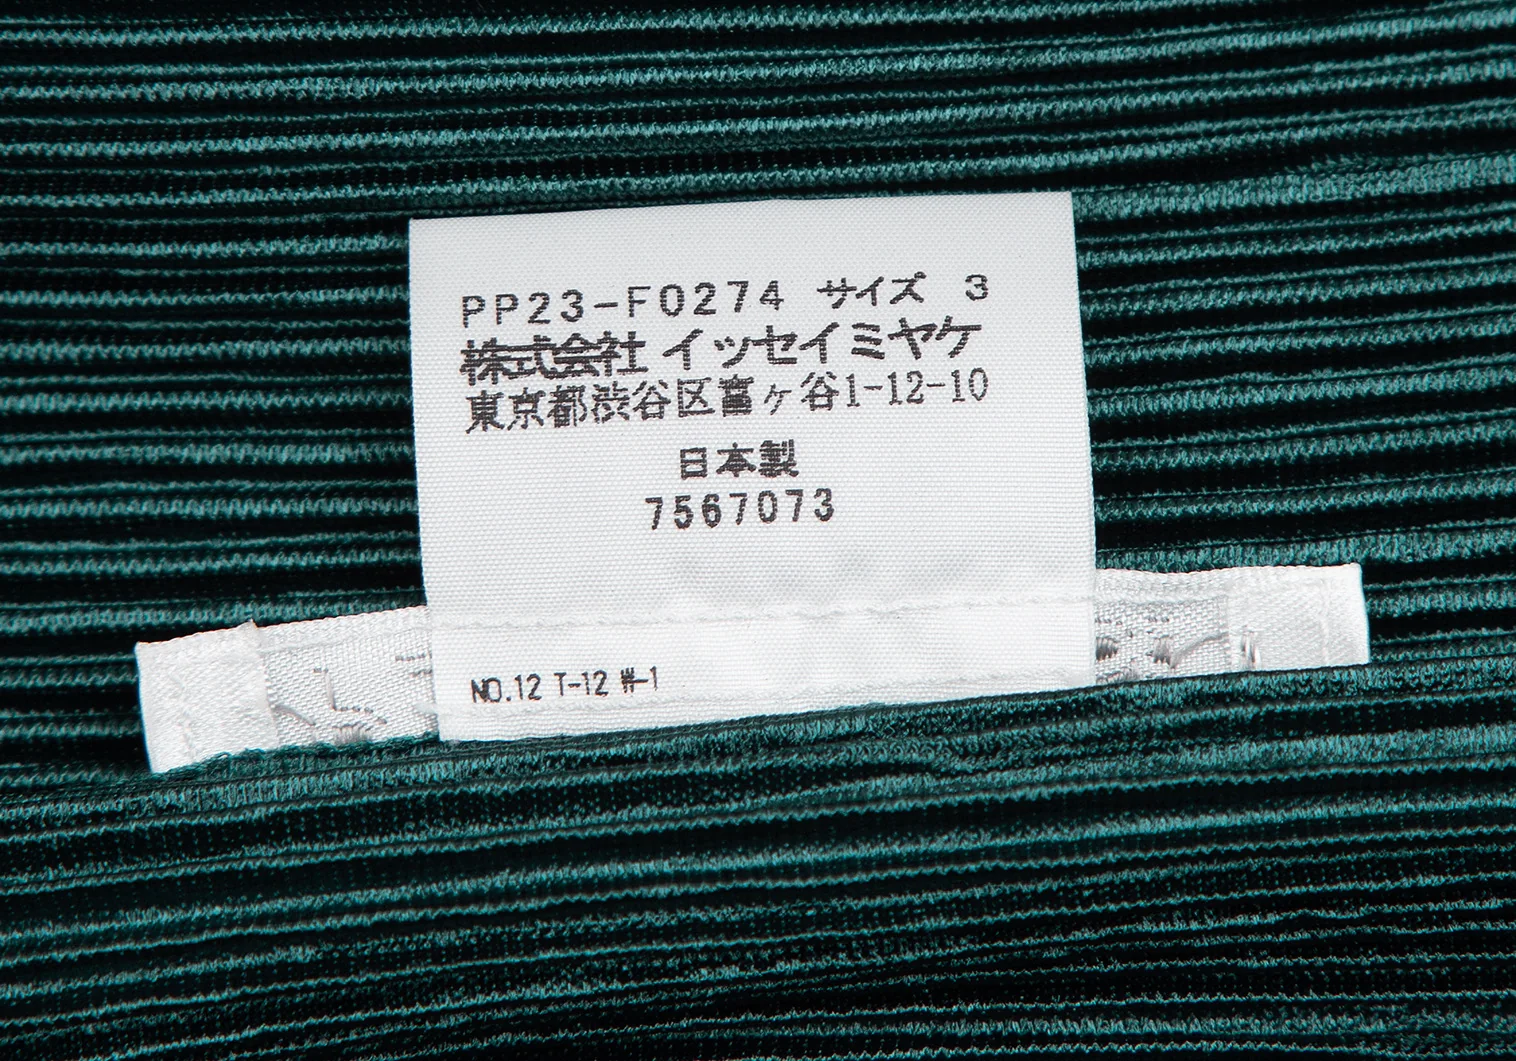 PP23-F0274 サイズ 3
株式会社 イッセイミヤケ
東京都渋谷区富ヶ谷1-12-10
日本製
7567073
NO.12 T-12 W-1